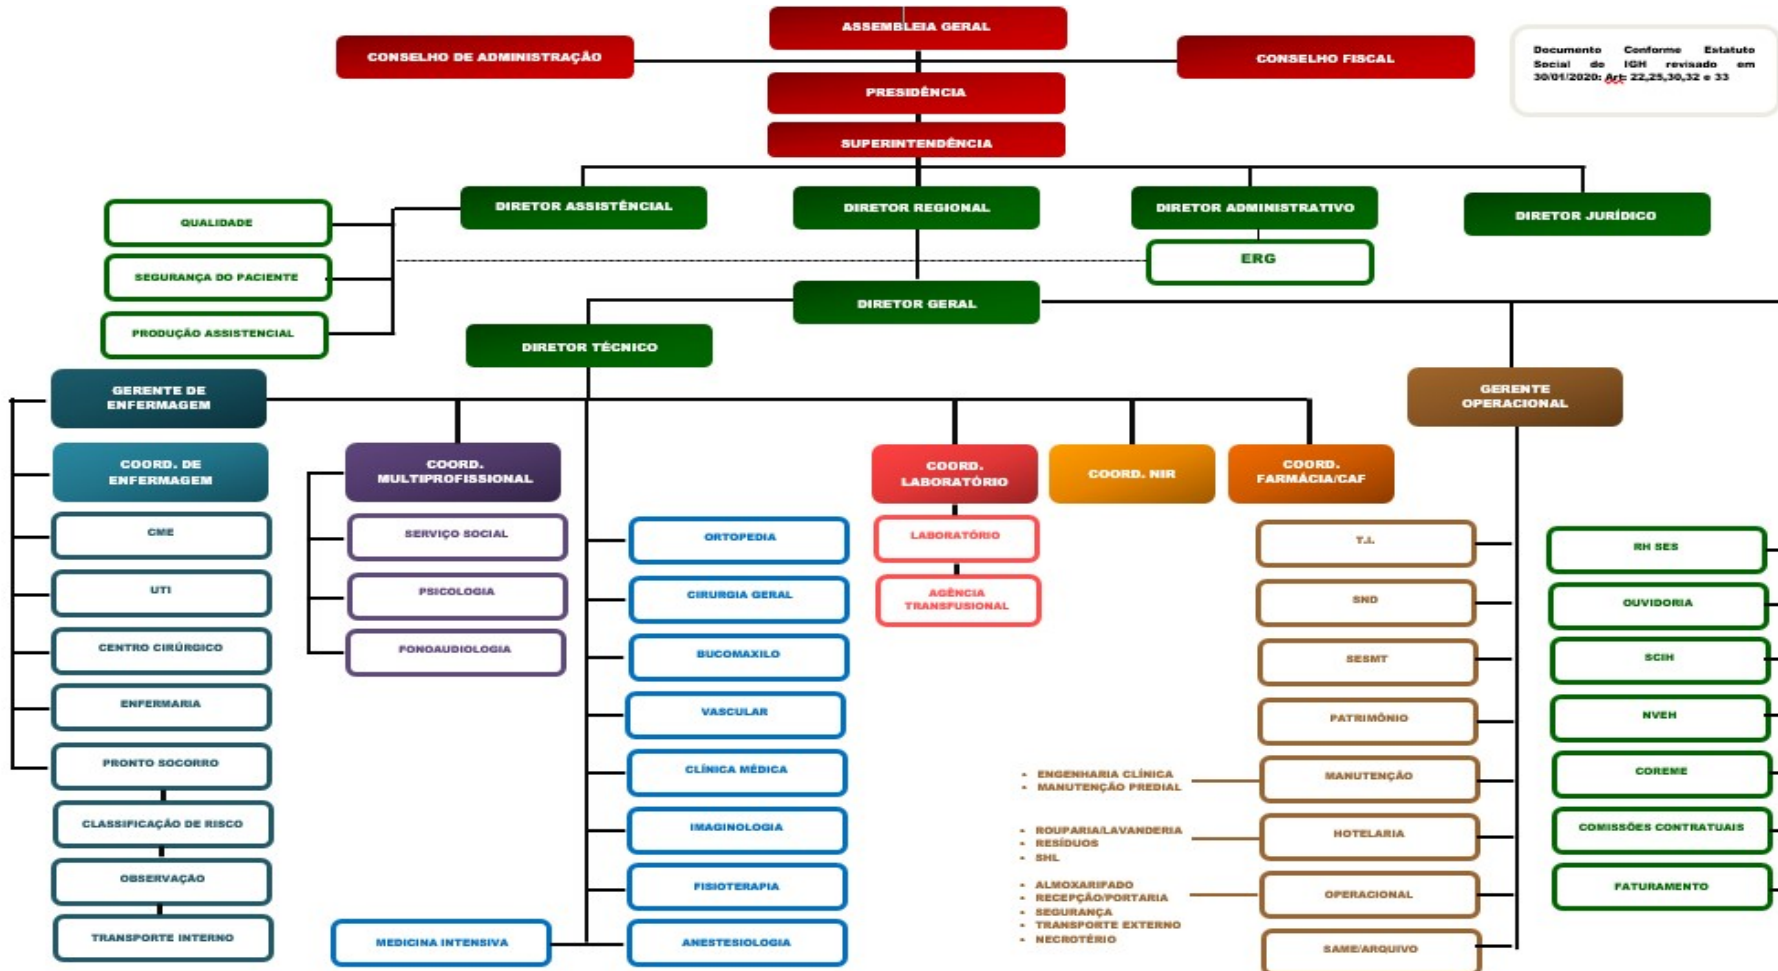 ASSEMBLEIA GERAL
CONSELHO DE ADMINISTRAÇÃO
CONSELHO FISCAL
Documento Conforme Estatuto
Social do IGH revisado em
30/01/2020: Art: 22,25,30,32 e 33
PRESIDÊNCIA
SUPERINTENDÊNCIA
DIRETOR ASSISTÊNCIAL
DIRETOR REGIONAL
DIRETOR ADMINISTRATIVO
DIRETOR JURÍDICO
QUALIDADE
SEGURANÇA DO PACIENTE
PRODUÇÃO ASSISTENCIAL
ERG
DIRETOR GERAL
DIRETOR TÉCNICO
GERENTE DE
ENFERMAGEM
GERENTE
OPERACIONAL
COORD. DE
ENFERMAGEM
CME
UTI
CENTRO CIRÚRGICO
ENFERMARIA
PRONTO SOCORRO
CLASSIFICAÇÃO DE RISCO
OBSERVAÇÃO
TRANSPORTE INTERNO
COORD.
MULTIPROFISSIONAL
SERVIÇO SOCIAL
PSICOLOGIA
FONOAUDIOLOGIA
MEDICINA INTENSIVA
ORTOPEDIA
CIRURGIA GERAL
BUCOMAXILO
VASCULAR
CLÍNICA MÉDICA
IMAGINOLOGIA
FISIOTERAPIA
ANESTESIOLOGIA
COORD.
LABORATÓRIO
LABORATÓRIO
AGÊNCIA
TRANSFUSIONAL
COORD. NIR
COORD.
FARMÁCIA/CAF
T.I.
SND
SESMT
PATRIMÔNIO
MANUTENÇÃO
• ENGENHARIA CLÍNICA
• MANUTENÇÃO PREDIAL
HOTELARIA
• ROUPARIA/LAVANDERIA
• RESÍDUOS
• SHL
OPERACIONAL
• ALMOXARIFADO
• RECEPÇÃO/PORTARIA
• SEGURANÇA
• TRANSPORTE EXTERNO
• NECROTÉRIO
SAME/ARQUIVO
RH SES
OUVIDORIA
SCIH
NVEH
COREME
COMISSÕES CONTRATUAIS
FATURAMENTO